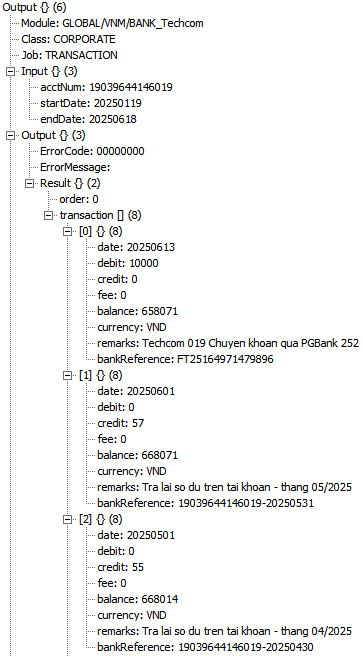 Output {} (6)
Module: GLOBAL/VNM/BANK_Techcom
Class: CORPORATE
Job: TRANSACTION
Input {} (3)
acctNum: 19039644146019
startDate: 20250119
endDate: 20250618
Output {} (3)
ErrorCode: 00000000
ErrorMessage:
Result {} (2)
order: 0
transaction [] (8)
[0] {} (8)
date: 20250613
debit: 10000
credit: 0
fee: 0
balance: 658071
currency: VND
remarks: Techcom 019 Chuyen khoan qua PGBank 252
bankReference: FT25164971479896
[1] {} (8)
date: 20250601
debit: 0
credit: 57
fee: 0
balance: 668071
currency: VND
remarks: Tra lai so du tren tai khoan - thang 05/2025
bankReference: 19039644146019-20250531
[2] {} (8)
date: 20250501
debit: 0
credit: 55
fee: 0
balance: 668014
currency: VND
remarks: Tra lai so du tren tai khoan - thang 04/2025
bankReference: 19039644146019-20250430